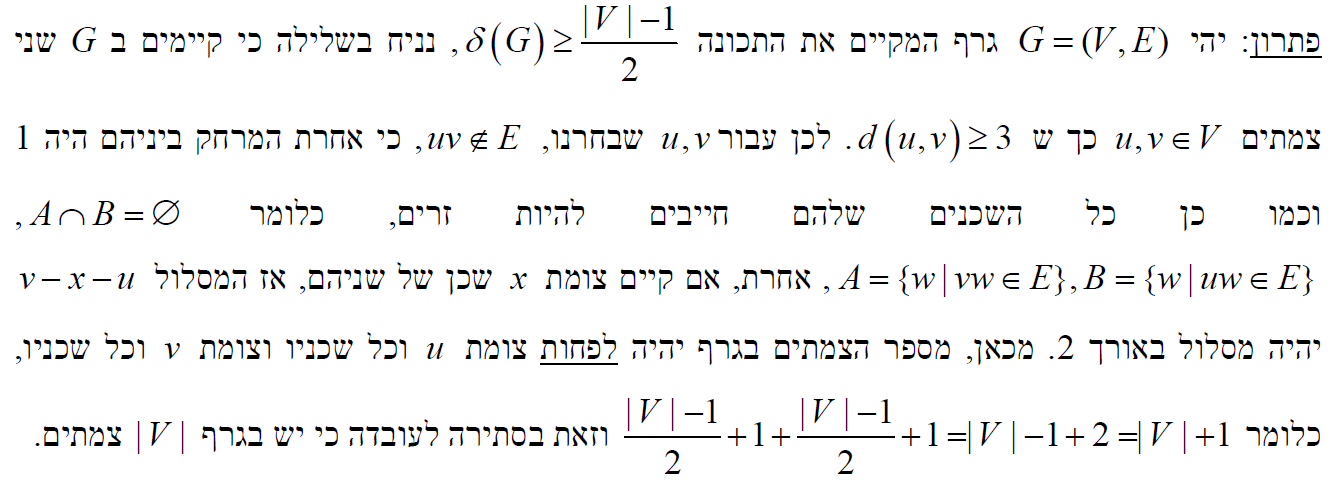 פתרון: יהי G = (V, E) גרף המקיים את התכונה δ(G) ≥ (|V| − 1)/2, נניח בשלילה כי קיימים ב G שני
צמתים u, v ∈ V כך ש d(u, v) ≥ 3. לכן עבור u, v שבחרנו, uv ∉ E, כי אחרת המרחק ביניהם היה 1
וכמו כן כל השכנים שלהם חייבים להיות זרים, כלומר A ∩ B = ∅,
A = {w | vw ∈ E}, B = {w | uw ∈ E} , אחרת, אם קיים צומת x שכן של שניהם, אז המסלול v − x − u
יהיה מסלול באורך 2. מכאן, מספר הצמתים בגרף יהיה לפחות צומת u וכל שכניו וצומת v וכל שכניו,
כלומר (|V| − 1)/2 + 1 + (|V| − 1)/2 + 1 = |V| − 1 + 2 = |V| + 1 וזאת בסתירה לעובדה כי יש בגרף |V| צמתים.